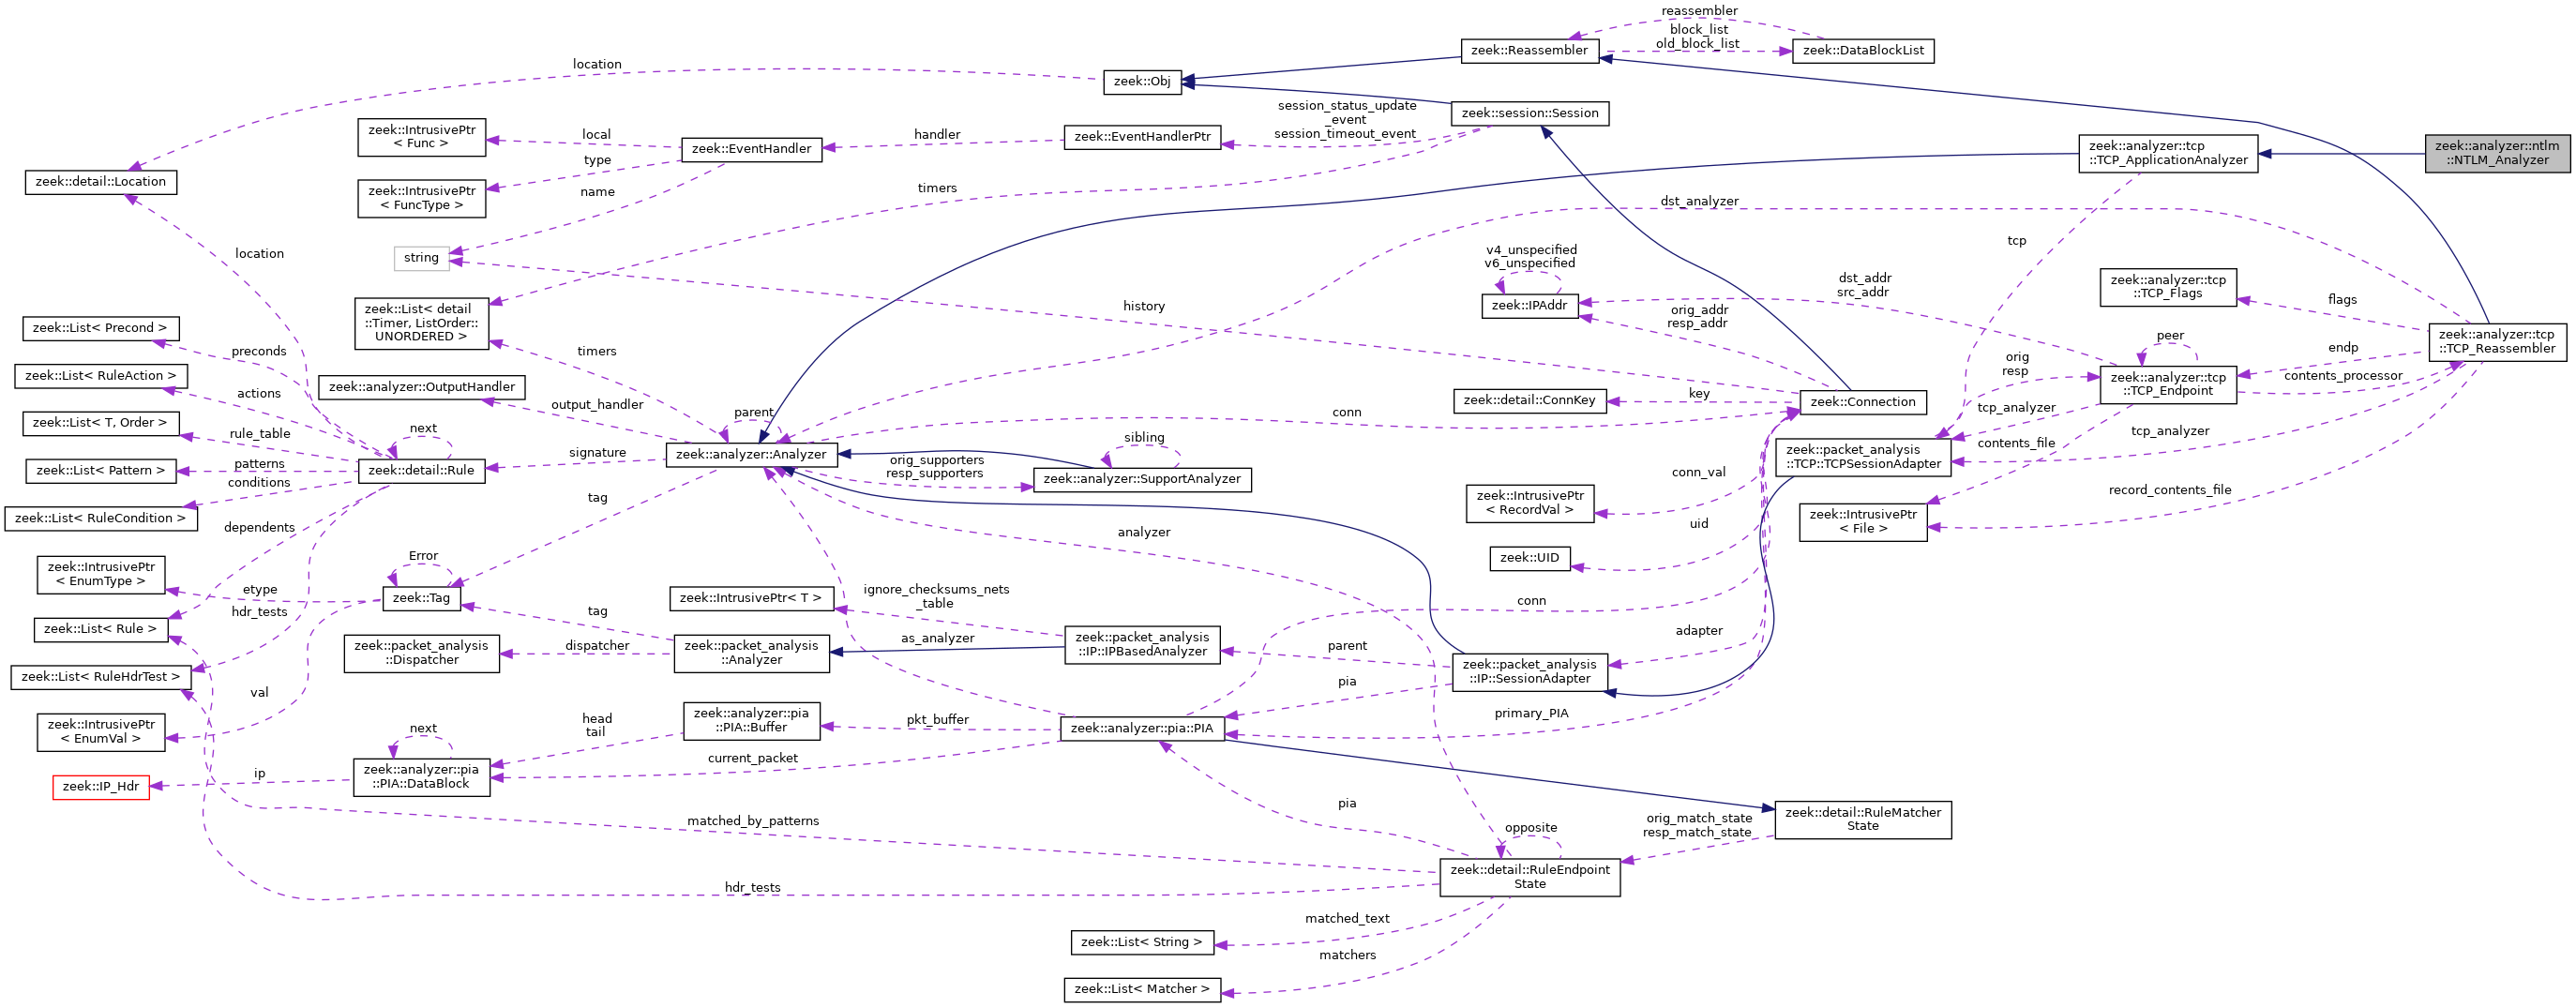 reassembler
block_list
old_block_list
zeek::Reassembler
zeek::DataBlockList
location
zeek::Obj
session_status_update
_event
session_timeout_event
zeek::session::Session
zeek::IntrusivePtr
< Func >
local
handler
zeek::EventHandlerPtr
zeek::EventHandler
type
zeek::IntrusivePtr
< FuncType >
name
timers
zeek::analyzer::tcp
::TCP_ApplicationAnalyzer
zeek::analyzer::ntlm
::NTLM_Analyzer
zeek::detail::Location
dst_analyzer
location
string
tcp
v4_unspecified
v6_unspecified
zeek::IPAddr
dst_addr
src_addr
zeek::analyzer::tcp
::TCP_Flags
flags
history
orig_addr
resp_addr
zeek::List< detail
::Timer, ListOrder::
UNORDERED >
timers
zeek::List< Precond >
preconds
peer
endp
zeek::analyzer::tcp
::TCP_Reassembler
orig
resp
zeek::analyzer::tcp
::TCP_Endpoint
contents_processor
zeek::List< RuleAction >
actions
zeek::analyzer::OutputHandler
output_handler
parent
conn
zeek::detail::ConnKey
key
zeek::Connection
tcp_analyzer
zeek::List< T, Order >
rule_table
next
sibling
tcp_analyzer
contents_file
zeek::analyzer::Analyzer
signature
zeek::packet_analysis
::TCP::TCPSessionAdapter
zeek::List< Pattern >
patterns
zeek::detail::Rule
orig_supporters
resp_supporters
zeek::analyzer::SupportAnalyzer
conn_val
conditions
record_contents_file
tag
zeek::IntrusivePtr
< RecordVal >
zeek::List< RuleCondition >
zeek::IntrusivePtr
< File >
dependents
uid
analyzer
Error
zeek::UID
zeek::IntrusivePtr
< EnumType >
etype
zeek::Tag
zeek::IntrusivePtr< T >
ignore_checksums_nets
_table
conn
hdr_tests
tag
zeek::List< Rule >
adapter
zeek::packet_analysis
::Dispatcher
dispatcher
zeek::packet_analysis
::Analyzer
as_analyzer
zeek::packet_analysis
::IP::IPBasedAnalyzer
parent
zeek::packet_analysis
::IP::SessionAdapter
zeek::List< RuleHdrTest >
pia
val
primary_PIA
zeek::IntrusivePtr
< EnumVal >
next
head
tail
zeek::analyzer::pia
::PIA::Buffer
pkt_buffer
zeek::analyzer::pia::PIA
current_packet
ip
zeek::IP_Hdr
zeek::analyzer::pia
::PIA::DataBlock
pia
matched_by_patterns
opposite
orig_match_state
resp_match_state
zeek::detail::RuleMatcher
State
hdr_tests
zeek::detail::RuleEndpoint
State
matched_text
zeek::List< String >
matchers
zeek::List< Matcher >